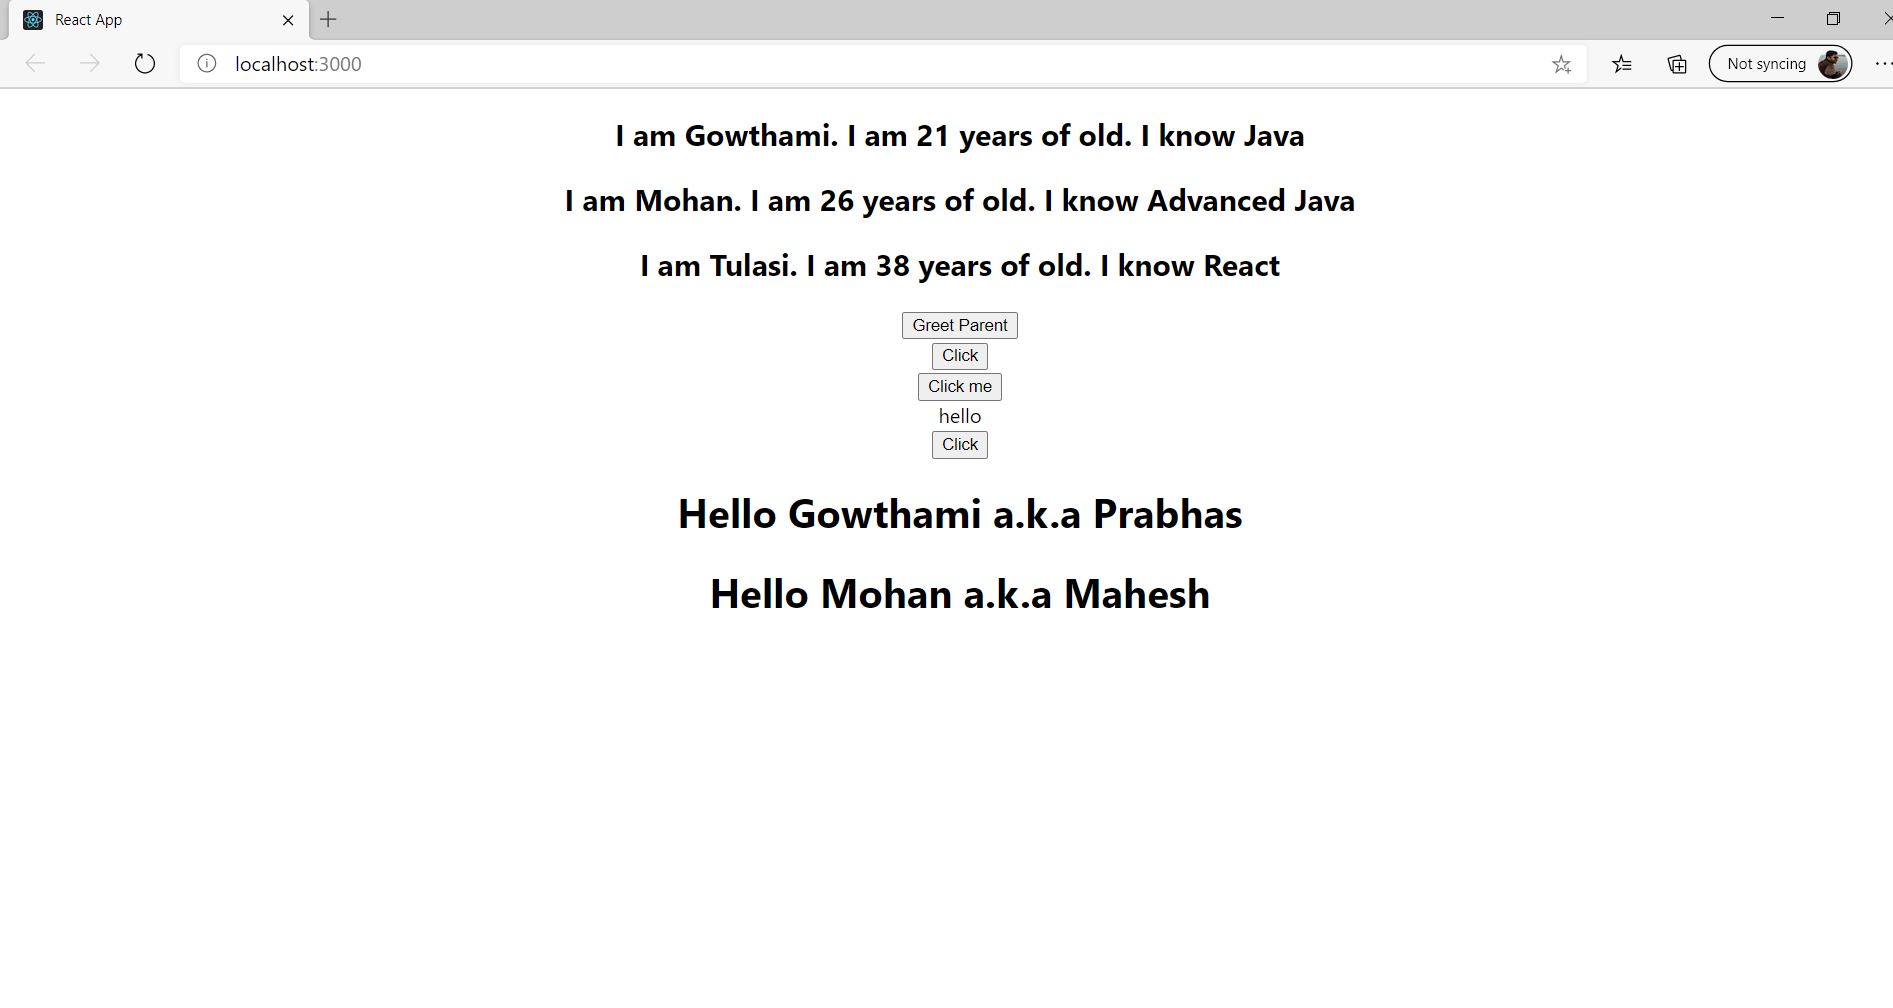 React App
localhost:3000
Not syncing
I am Gowthami. I am 21 years of old. I know Java
I am Mohan. I am 26 years of old. I know Advanced Java
I am Tulasi. I am 38 years of old. I know React
Greet Parent
Click
Click me
hello
Click
Hello Gowthami a.k.a Prabhas
Hello Mohan a.k.a Mahesh